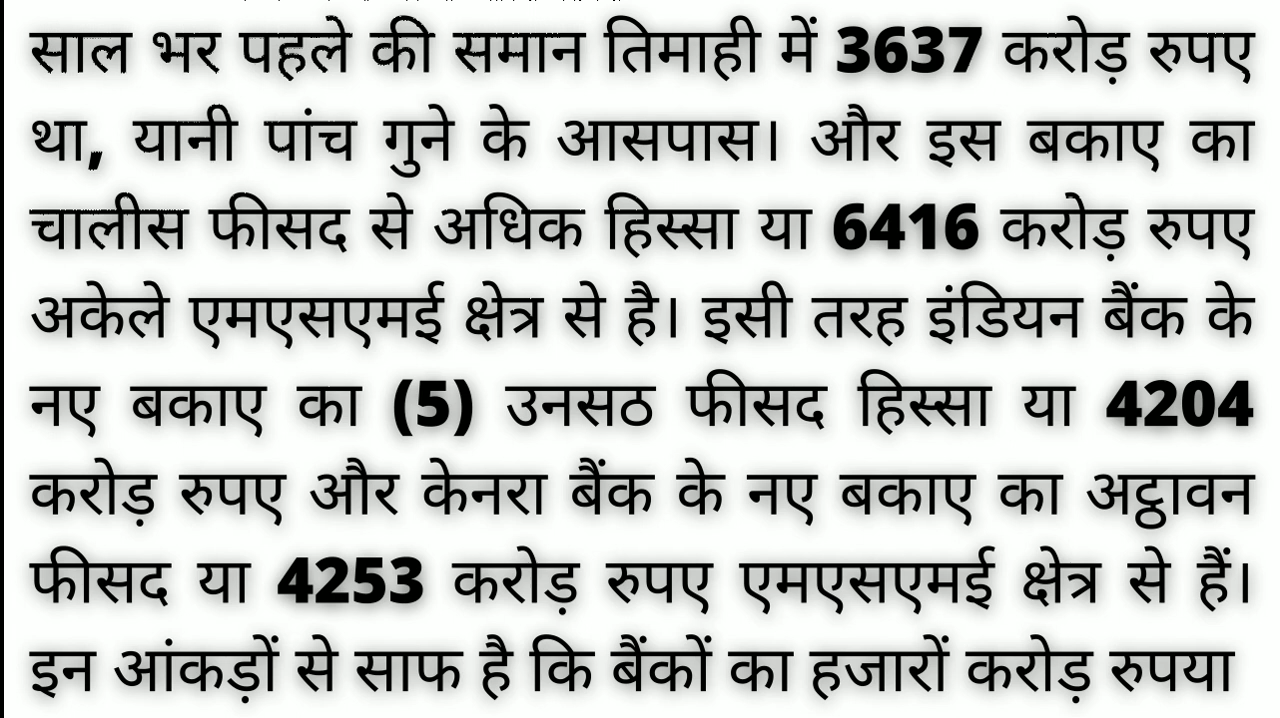 साल भर पहले की समान तिमाही में 3637 करोड़ रुपए
था, यानी पांच गुने के आसपास। और इस बकाए का
चालीस फीसद से अधिक हिस्सा या 6416 करोड़ रुपए
अकेले एमएसएमई क्षेत्र से है। इसी तरह इंडियन बैंक के
नए बकाए का (5) उनसठ फीसद हिस्सा या 4204
करोड़ रुपए और केनरा बैंक के नए बकाए का अट्ठावन
फीसद या 4253 करोड़ रुपए एमएसएमई क्षेत्र से हैं।
इन आंकड़ों से साफ है कि बैंकों का हजारों करोड़ रुपया